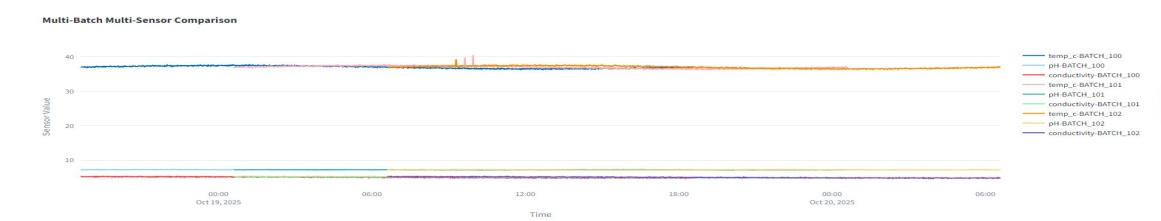 Multi-Batch Multi-Sensor Comparison
40
30
20
10
Sensor Value
00:00
Oct 19, 2025
06:00
12:00
18:00
00:00
Oct 20, 2025
06:00
Time
temp_c-BATCH_100
pH-BATCH_100
conductivity-BATCH_100
temp_c-BATCH_101
pH-BATCH_101
conductivity-BATCH_101
temp_c-BATCH_102
pH-BATCH_102
conductivity-BATCH_102